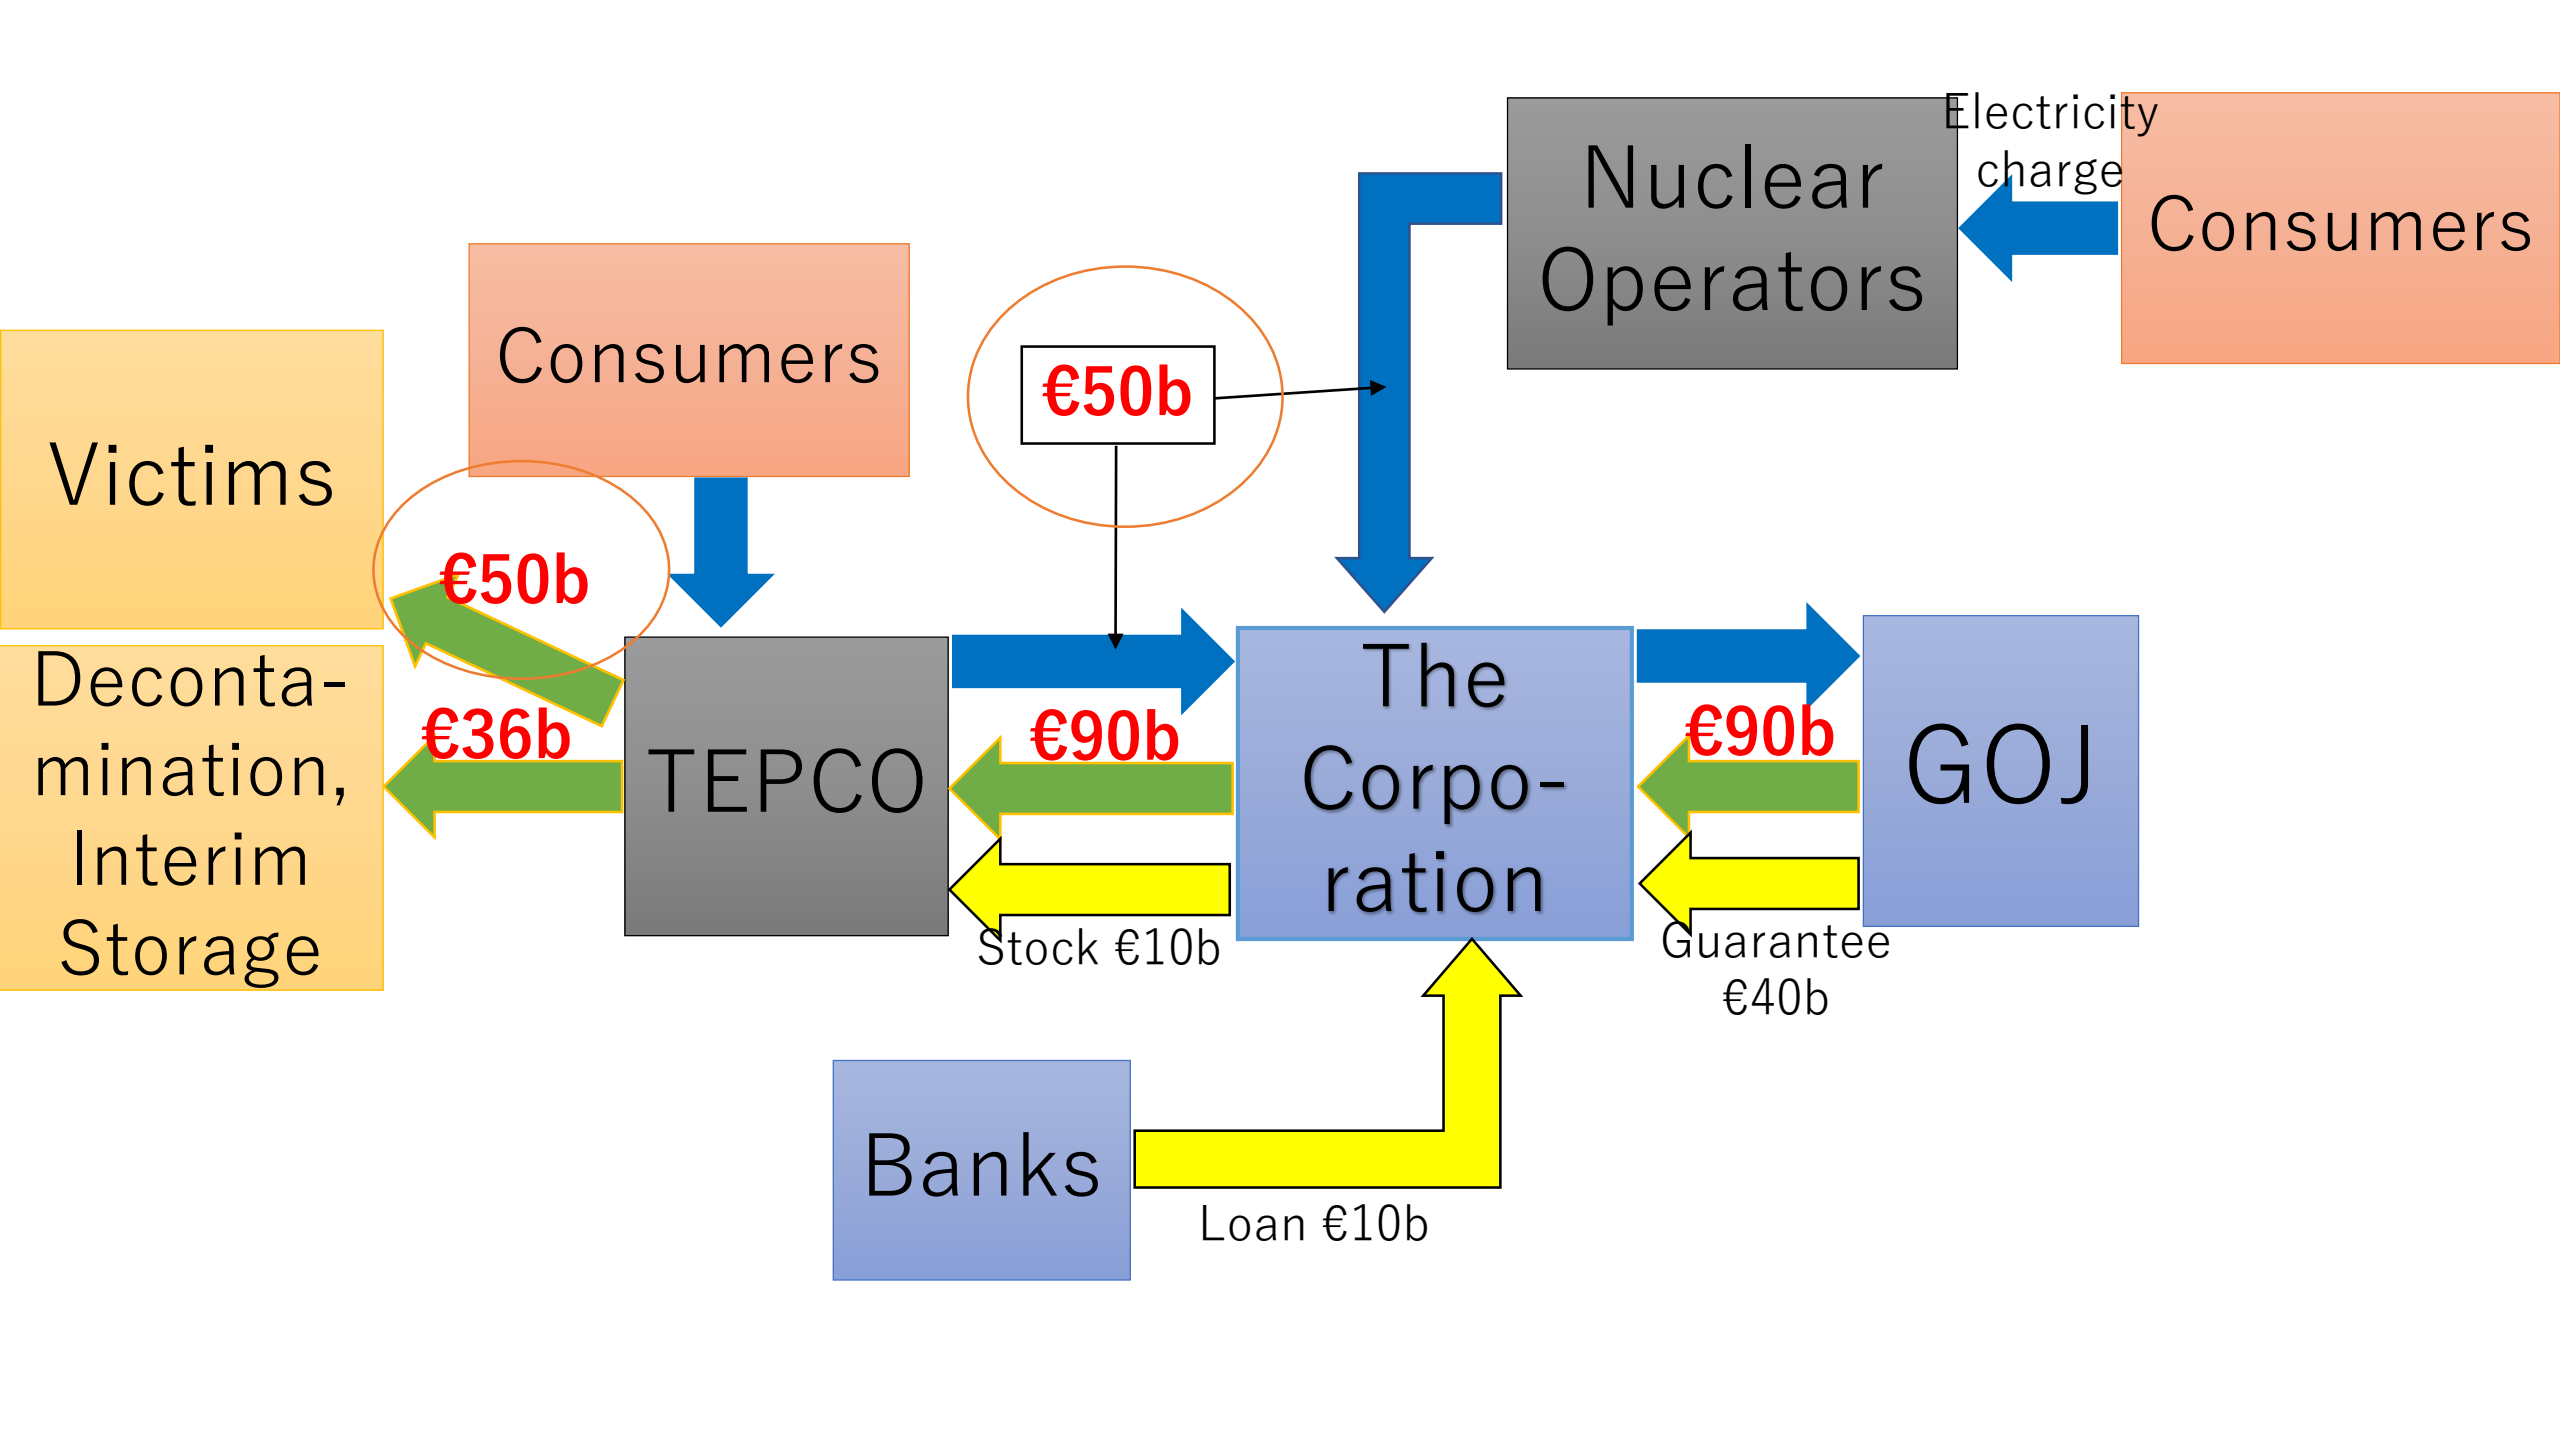 Electricity
charge
Nuclear
Operators
Consumers
Consumers
€50b
Victims
€50b
Deconta-
mination,
Interim
Storage
€36b
TEPCO
€90b
The
Corpo-
ration
€90b
GOJ
Stock €10b
Guarantee
€40b
Banks
Loan €10b